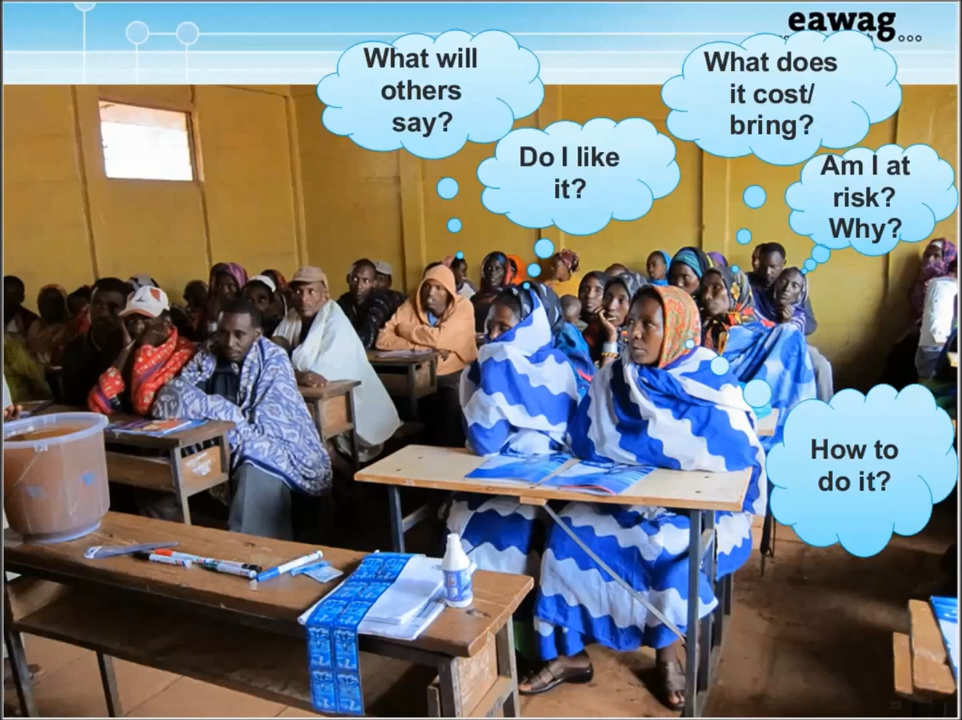 eawag
What will
others
say?
Do I like
it?
What does
it cost/
bring?
Am I at
risk?
Why?
How to
do it?